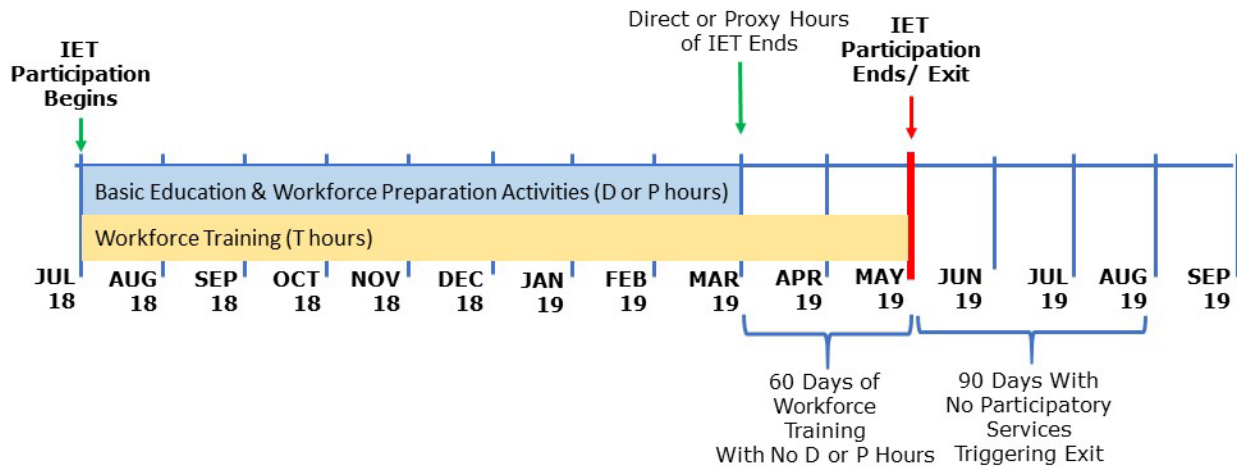 IET
Participation
Begins
Direct or Proxy Hours
of IET Ends
IET
Participation
Ends/ Exit
Basic Education & Workforce Preparation Activities (D or P hours)
Workforce Training (T hours)
JUL
18
AUG
18
SEP
18
OCT
18
NOV
18
DEC
18
JAN
19
FEB
19
MAR
19
APR
19
MAY
19
JUN
19
JUL
19
AUG
19
SEP
19
60 Days of
Workforce
Training
With No D or P Hours
90 Days With
No Participatory
Services
Triggering Exit